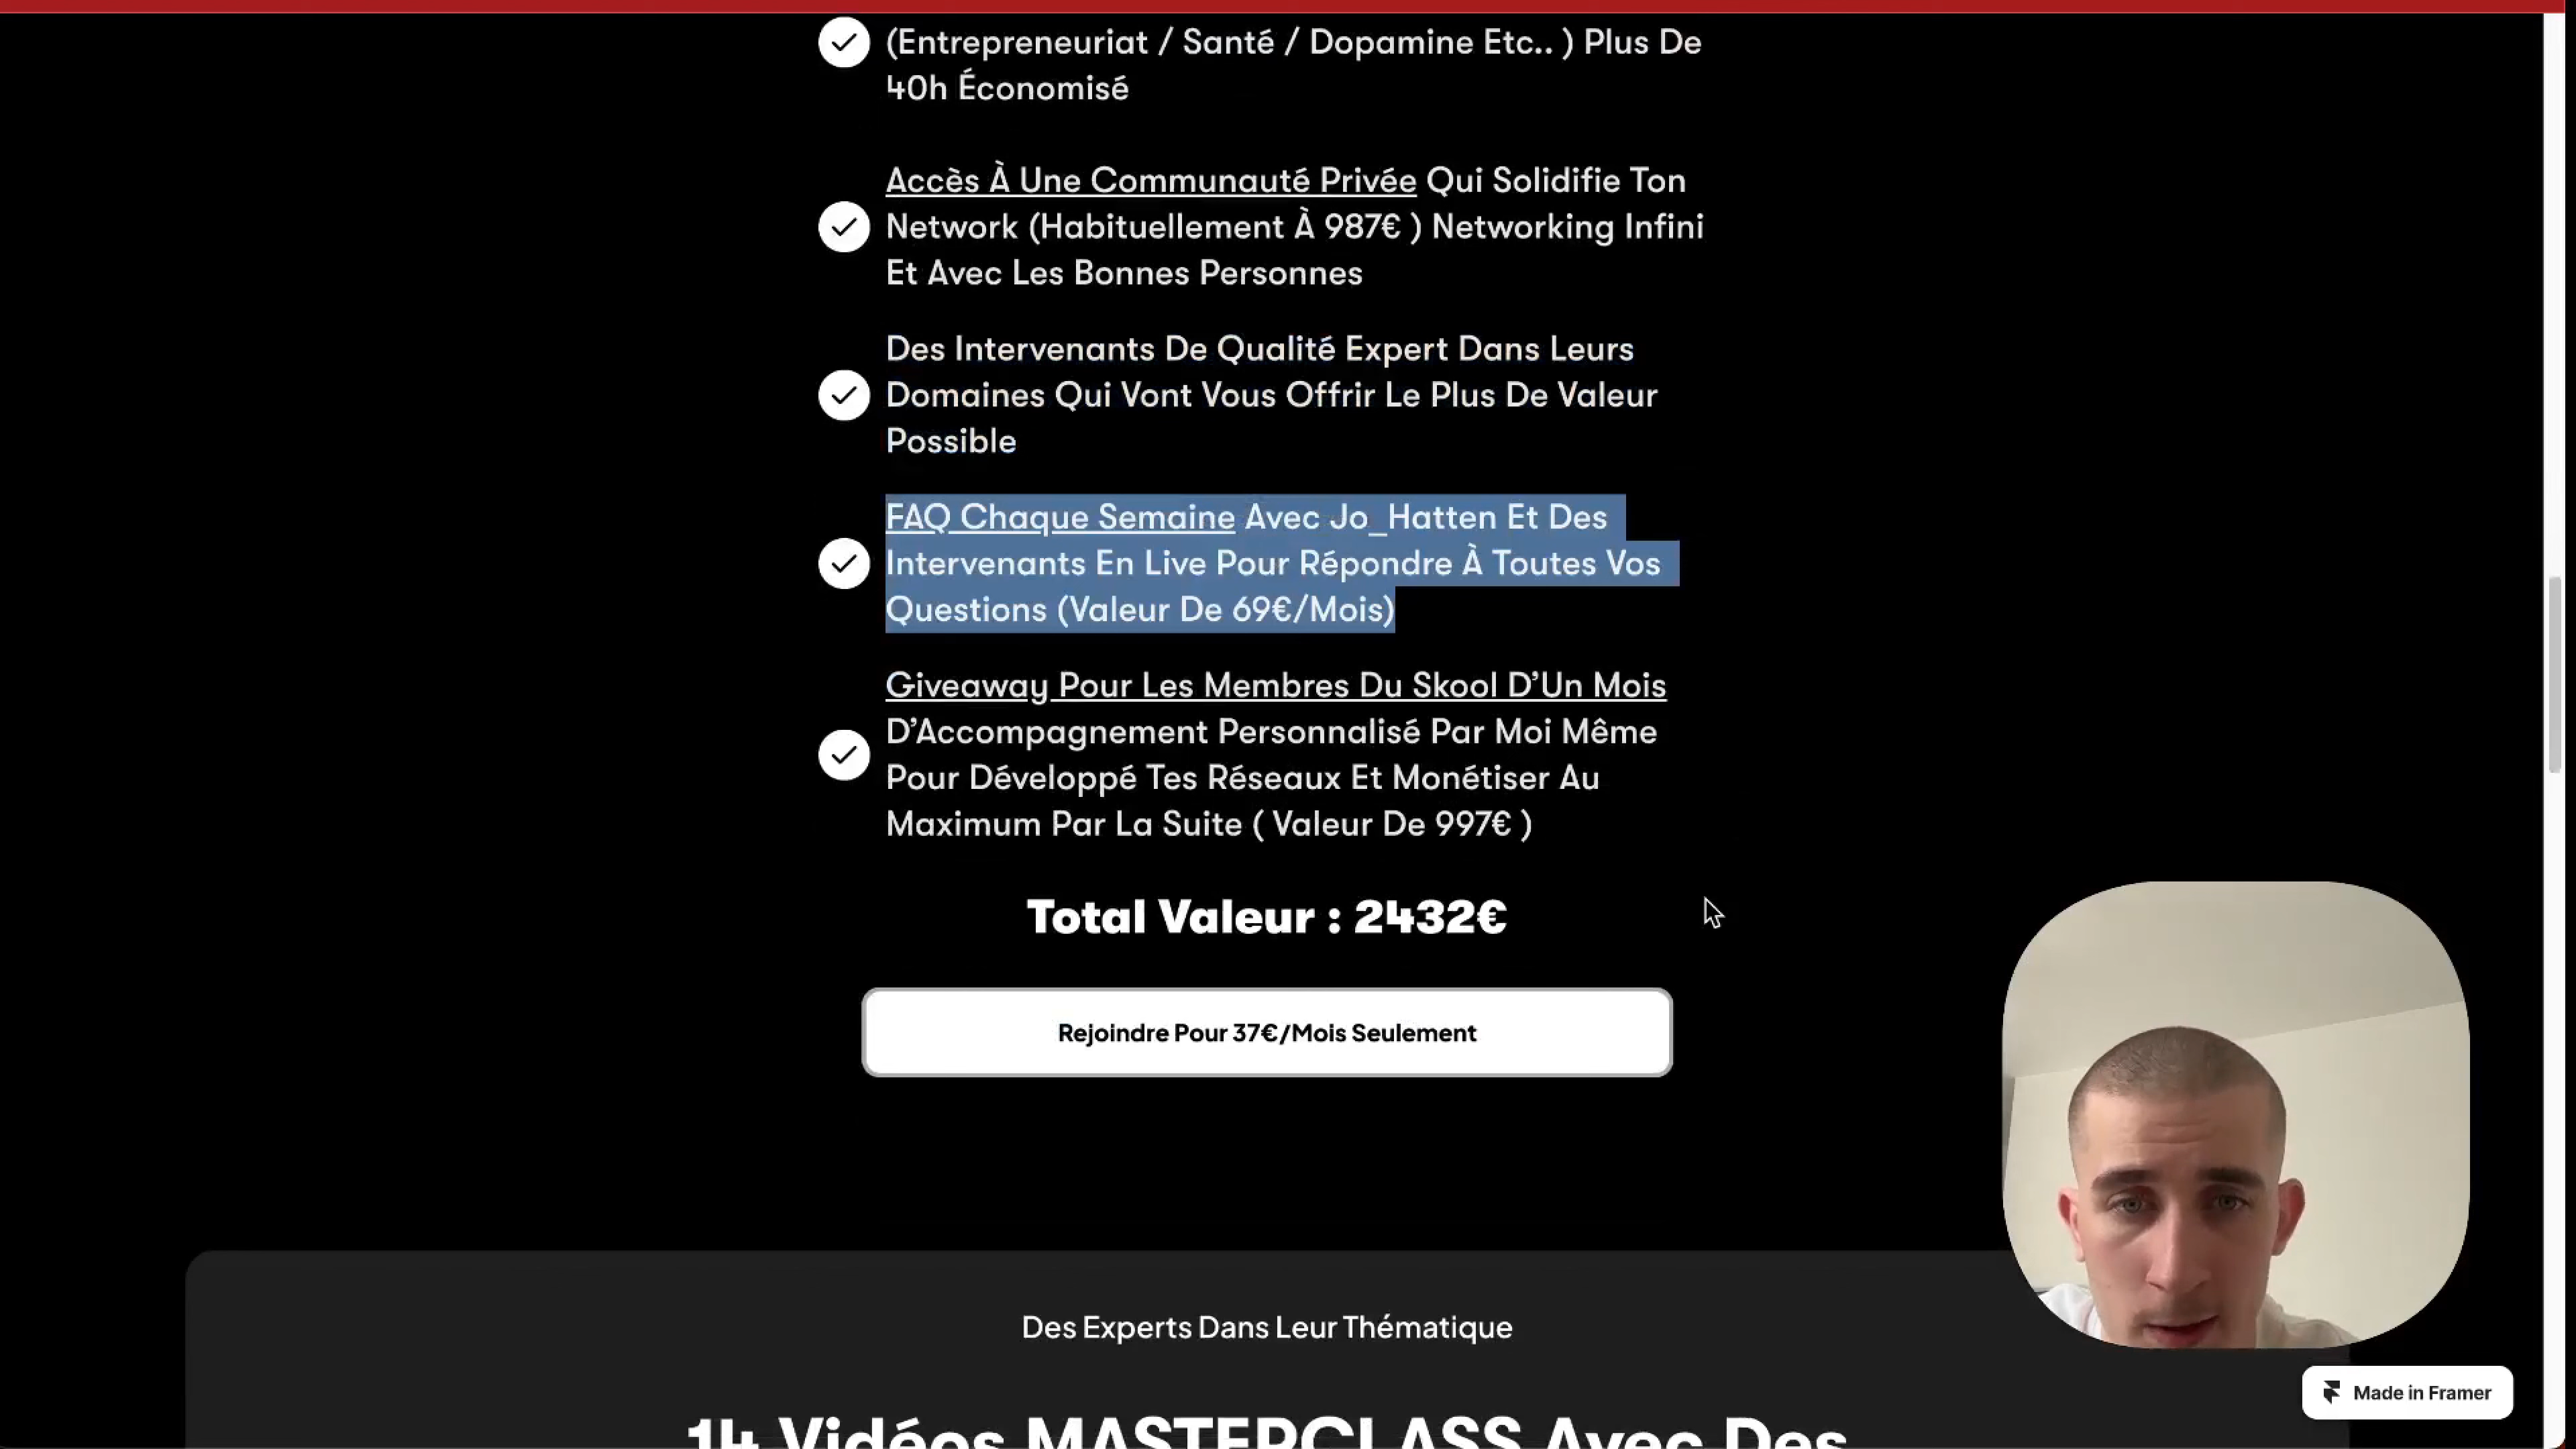 (Entrepreneuriat / Santé / Dopamine Etc.. ) Plus De
40h Économisé
Accès À Une Communauté Privée Qui Solidifie Ton
Network (Habituellement À 987€ ) Networking Infini
Et Avec Les Bonnes Personnes
Des Intervenants De Qualité Expert Dans Leurs
Domaines Qui Vont Vous Offrir Le Plus De Valeur
Possible
FAQ Chaque Semaine Avec Jo_Hatten Et Des
Intervenants En Live Pour Répondre À Toutes Vos
Questions (Valeur De 69€/Mois)
Giveaway Pour Les Membres Du Skool D’Un Mois
D’Accompagnement Personnalisé Par Moi Même
Pour Développé Tes Réseaux Et Monétiser Au
Maximum Par La Suite ( Valeur De 997€ )
Total Valeur : 2432€
Rejoindre Pour 37€/Mois Seulement
Des Experts Dans Leur Thématique
14 Vidéos MASTERCLASS Avec Des
Made in Framer